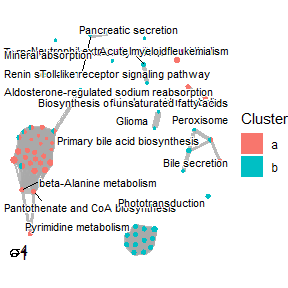 Pancreatic secretion
Acute myeloid leukemia
Mineral absorption
Renin
Toll-like receptor signaling pathway
Aldosterone-regulated sodium reabsorption
Biosynthesis of unsaturated fatty acids
Glioma
Peroxisome
Primary bile acid biosynthesis
Bile secretion
beta-Alanine metabolism
Pantothenate and CoA biosynthesis
Phototransduction
Pyrimidine metabolism
Cluster
a
b